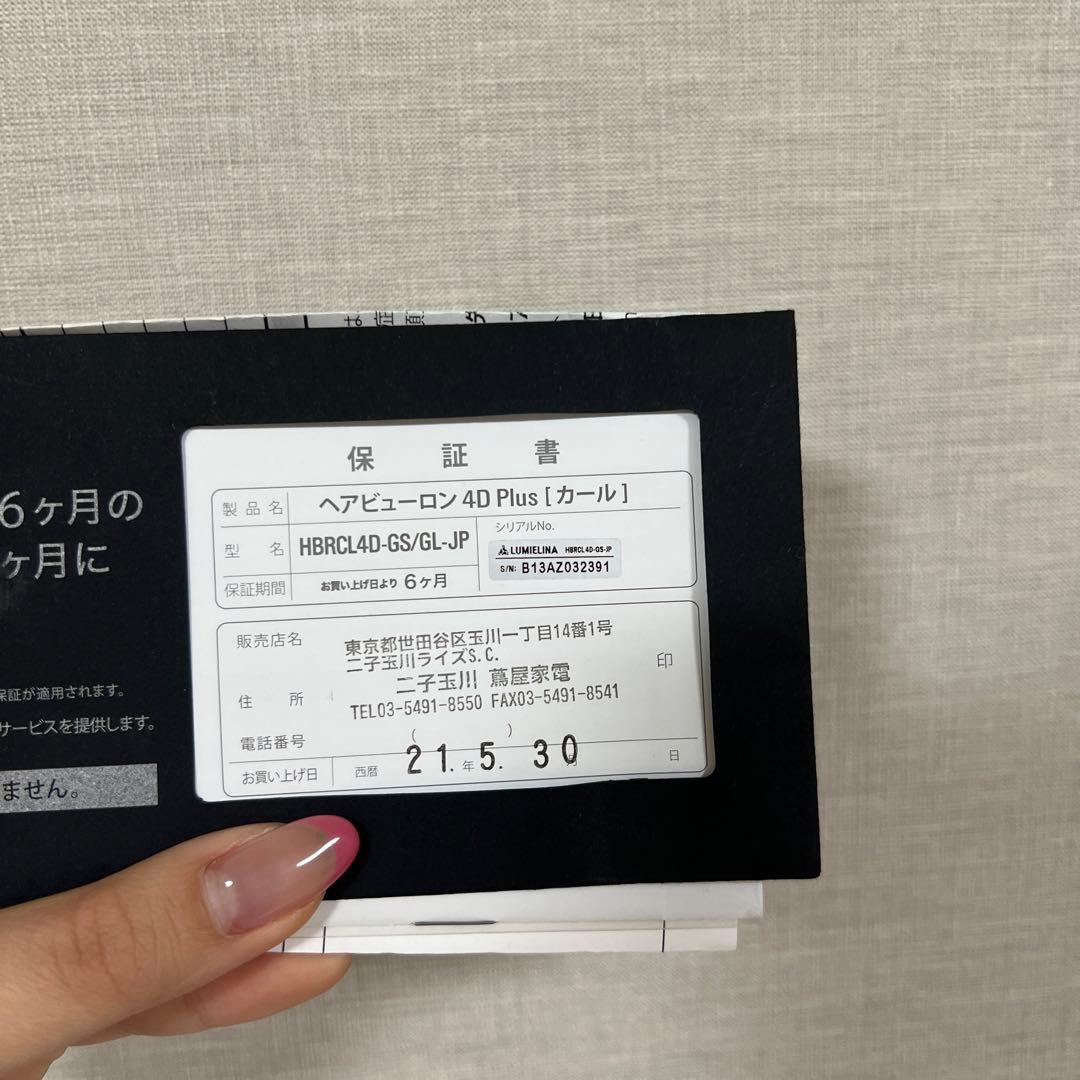 6ヶ月の
ヶ月に
保証が適用されます。
サービスを提供します。
ません。
保 証 書
製品名 ヘアビューロン 4D Plus [ カール ]
型 名 HBRCL4D-GS/GL-JP
シリアルNo.
LUMIELINA HBRCL4D-GS-JP
S/N: B13AZ032391
保証期間 お買い上げ日より 6ヶ月
販売店名
東京都世田谷区玉川一丁目14番1号
二子玉川ライズS.C.
二子玉川 蔦屋家電
印
住 所
TEL03-5491-8550 FAX03-5491-8541
電話番号 ( )
お買い上げ日 西暦 21. 年 5. 30 日